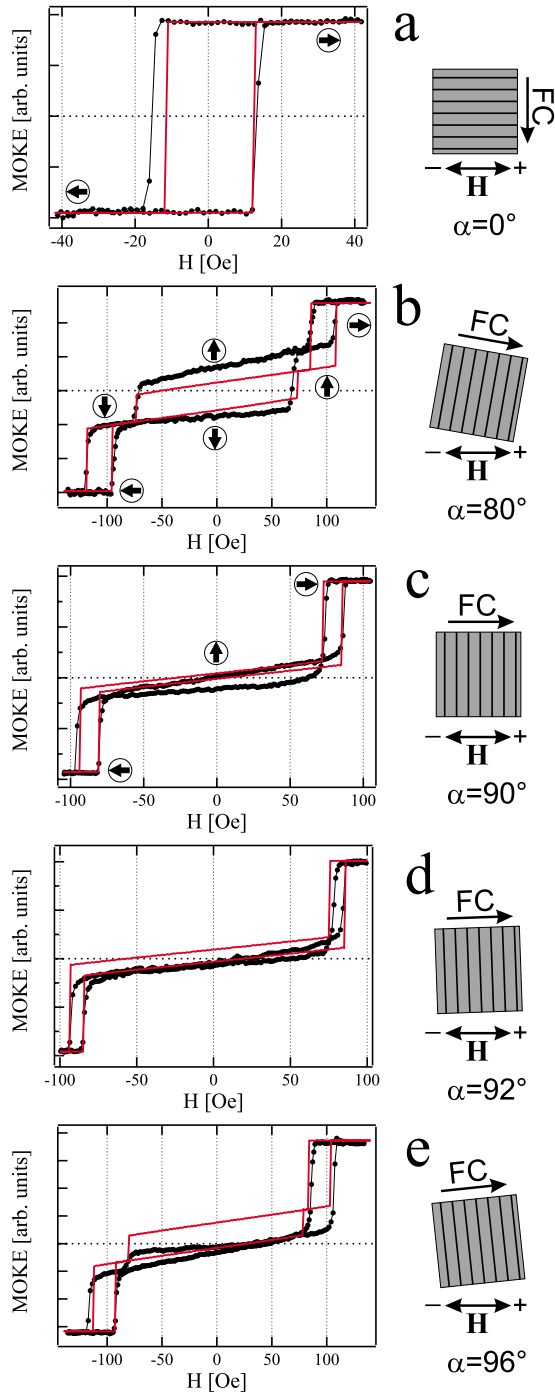 a
MOKE [arb. units]
-40 -20 0 20 40
H [Oe]
FC
− H +
α=0°
b
MOKE [arb. units]
-100 -50 0 50 100
H [Oe]
FC
− H +
α=80°
c
MOKE [arb. units]
-100 -50 0 50 100
H [Oe]
FC
− H +
α=90°
d
MOKE [arb. units]
-100 -50 0 50 100
H [Oe]
FC
− H +
α=92°
e
MOKE [arb. units]
-100 -50 0 50 100
H [Oe]
FC
− H +
α=96°